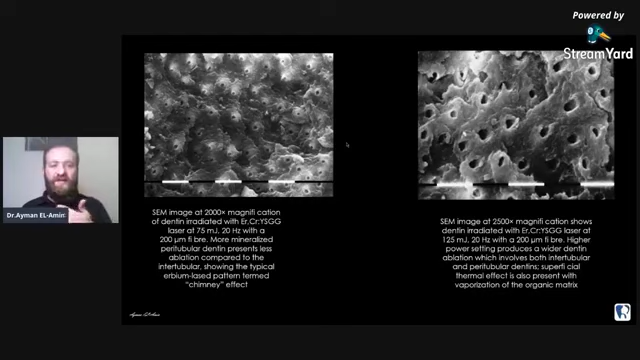 Powered by
StreamYard
SEM image at 2000× magnifi cation
of dentin irradiated with Er,Cr:YSGG
laser at 75 mJ, 20 Hz with a
200 µm fi bre. More mineralized
peritubular dentin presents less
ablation compared to the
intertubular, showing the typical
erbium-lased pattern termed
“chimney” effect
SEM image at 2500× magnifi cation shows
dentin irradiated with Er,Cr:YSGG laser at
125 mJ, 20 Hz with a 200 µm fi bre. Higher
power setting produces a wider dentin
ablation which involves both intertubular
and peritubular dentins; superfi cial
thermal effect is also present with
vaporization of the organic matrix
Dr.Ayman EL-Amir